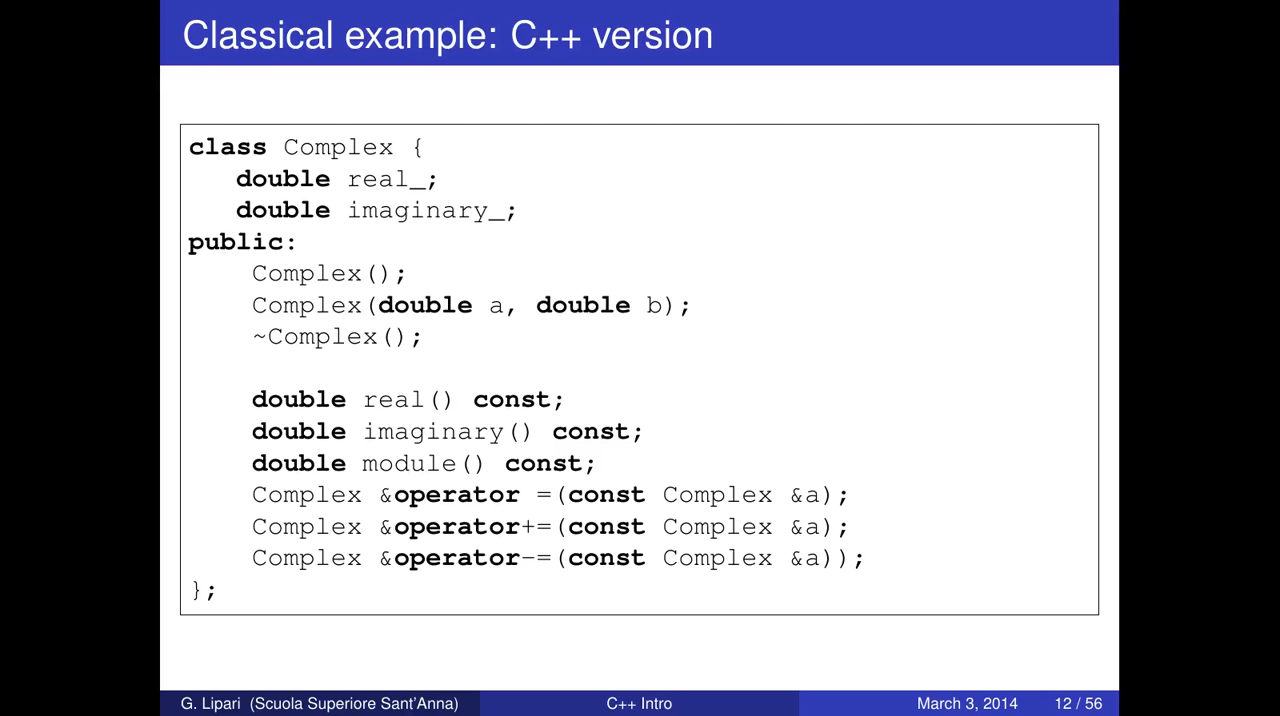 Classical example: C++ version
class Complex {
double real_;
double imaginary_;
public:
Complex();
Complex(double a, double b);
~Complex();
double real() const;
double imaginary() const;
double module() const;
Complex &operator =(const Complex &a);
Complex &operator+=(const Complex &a);
Complex &operator-=(const Complex &a));
};
G. Lipari (Scuola Superiore Sant'Anna) C++ Intro March 3, 2014 12 / 56